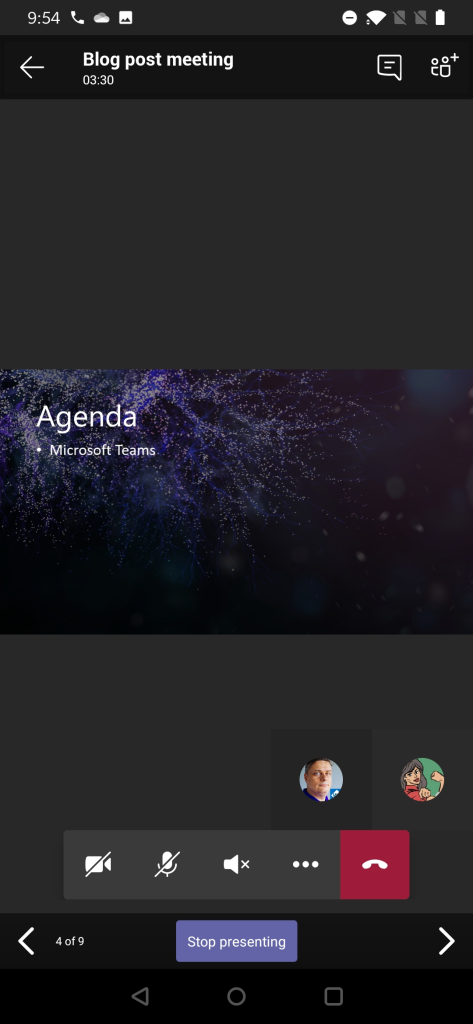 9:54
Blog post meeting
03:30
Agenda
• Microsoft Teams
4 of 9
Stop presenting